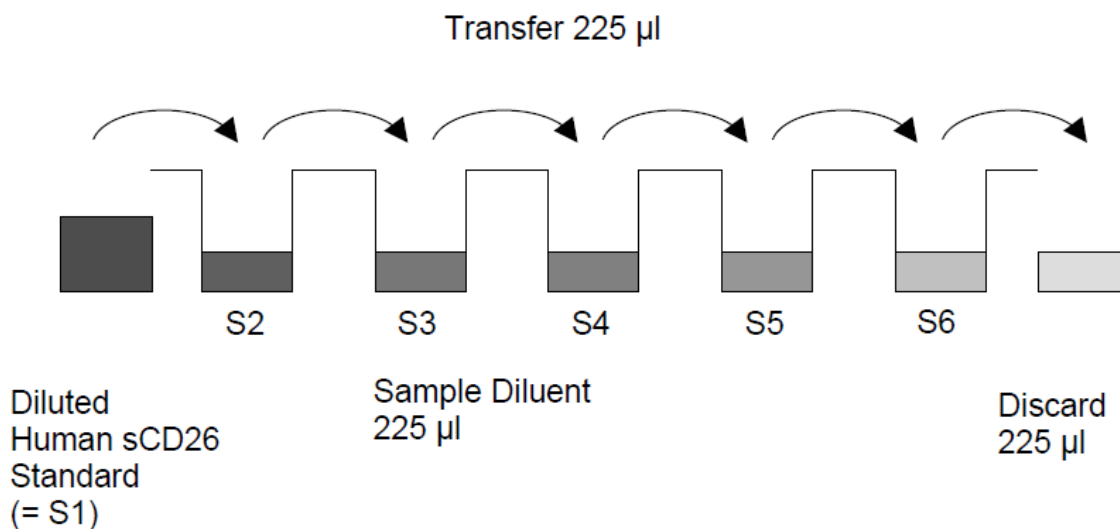 Transfer 225 µl
S2
S3
S4
S5
S6
Diluted
Human sCD26
Standard
(= S1)
Sample Diluent
225 µl
Discard
225 µl